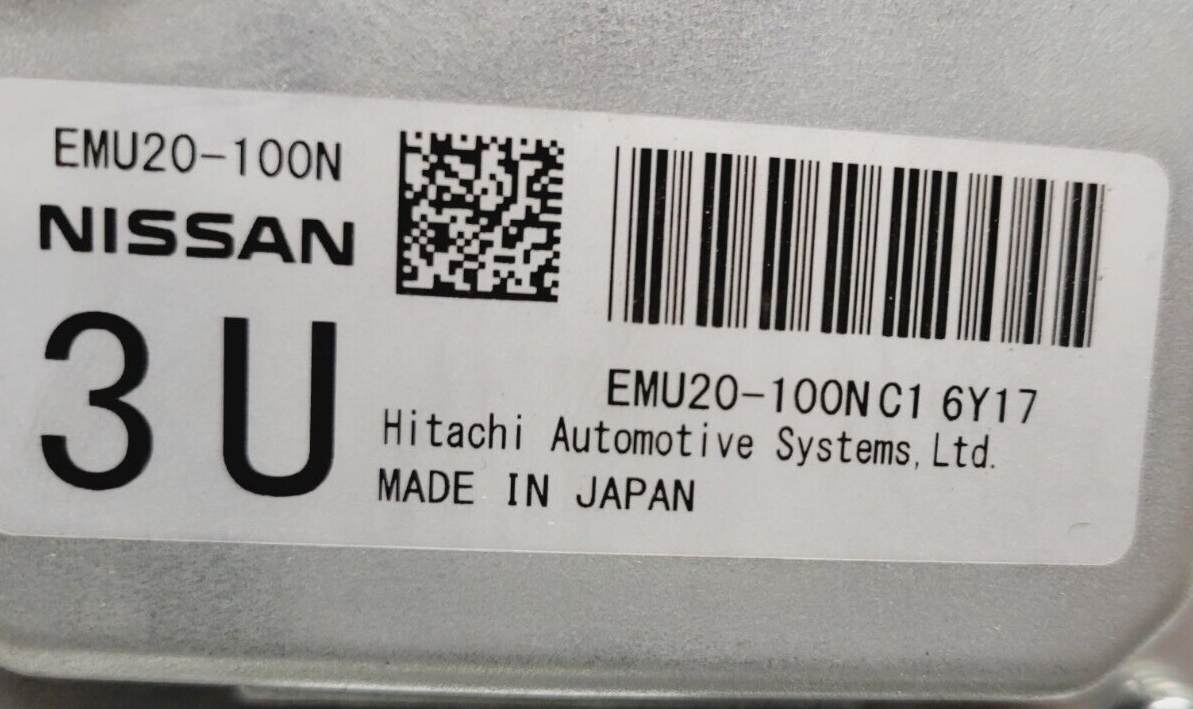 EMU20-100N
NISSAN
3U
EMU20-100NC1 6Y17
Hitachi Automotive Systems,Ltd.
MADE IN JAPAN